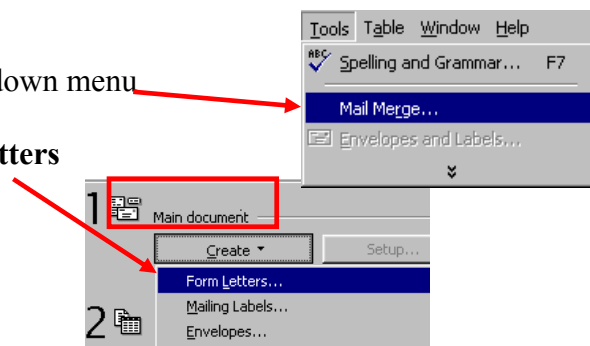 Tools Table Window Help
ABC Spelling and Grammar... F7
down menu
Mail Merge...
Envelopes and Labels...
tters
1 Main document
Create Setup...
Form Letters...
Mailing Labels...
2 Envelopes...